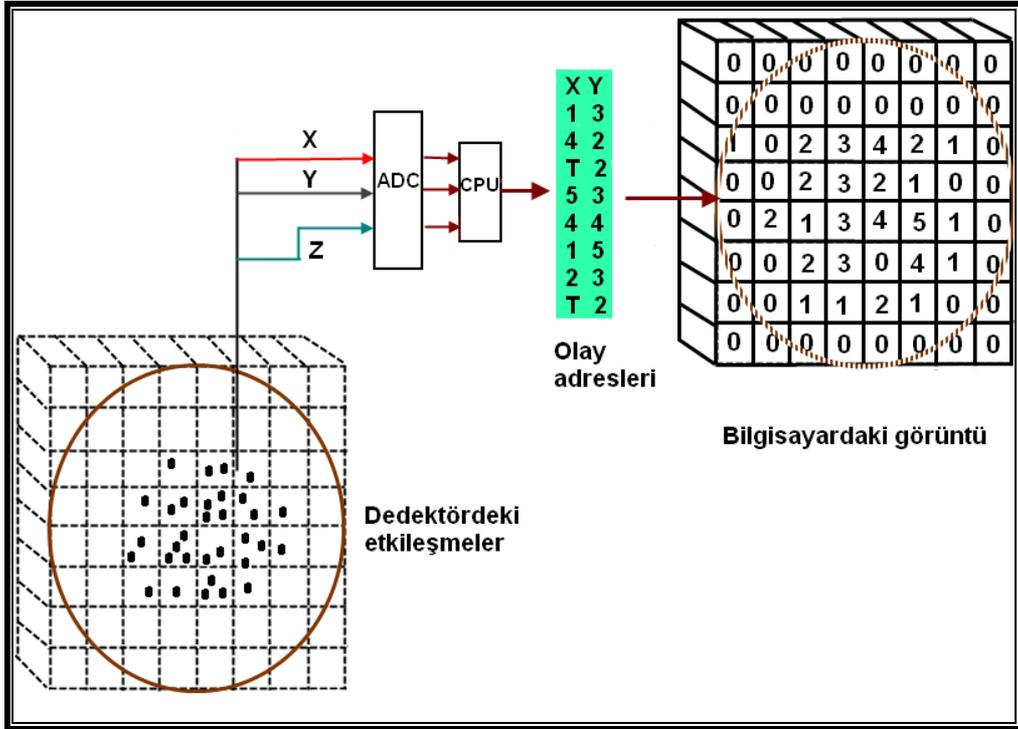 X
Y
Z
ADC
CPU
X Y
1 3
4 2
T 2
5 3
4 4
1 5
2 3
T 2
Olay
adresleri
0 0 0 0 0 0 0 0
0 0 0 0 0 0 0 0
1 0 2 3 4 2 1 0
0 0 2 3 2 1 0 0
0 2 1 3 4 5 1 0
0 0 2 3 0 4 1 0
0 0 1 1 2 1 0 0
0 0 0 0 0 0 0 0
Bilgisayardaki görüntü
Dedektördeki
etkileşmeler